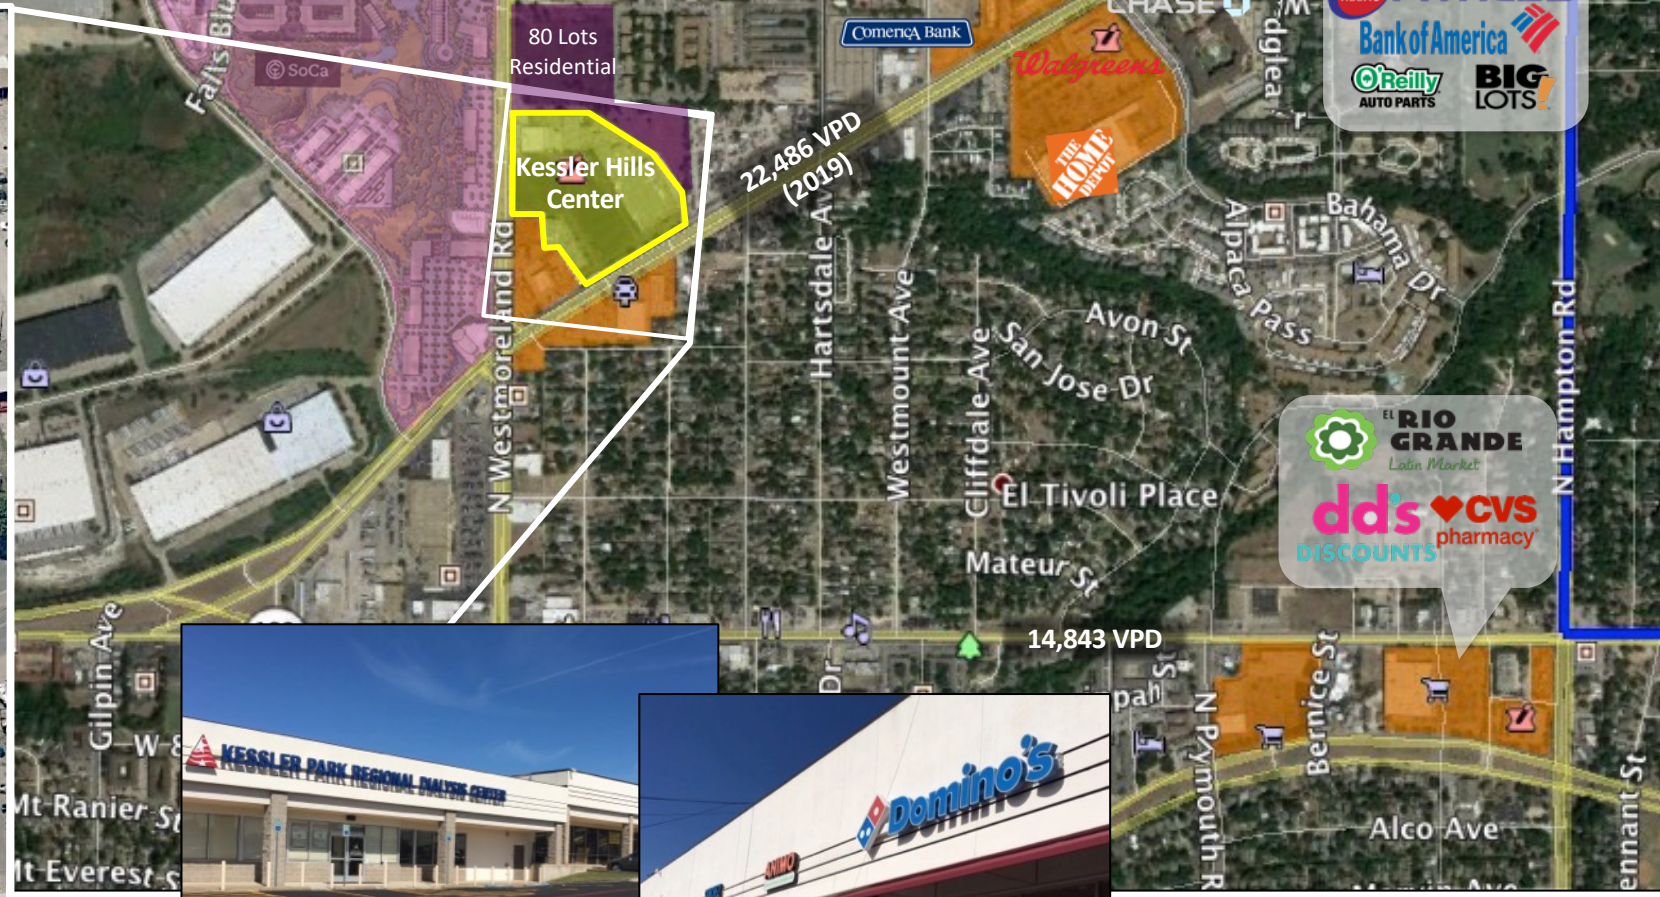 80 Lots
Residential
SoCa
Comerica Bank
CHASE
Walgreens
Bank of America
O'Reilly
AUTO PARTS
BIG
LOTS!
THE
HOME
DEPOT
Kessler Hills
Center
22,486 VPD
(2019)
N Westmoreland Rd
Hartsdale Av
Westmount Ave
Cliffdale Ave
San Jose Dr
Avon St
Alpaca Pass
Bahama Dr
N Hampton Rd
El Tivoli Place
Mateur St
EL RIO
GRANDE
Latin Market
dd's
DISCOUNTS
CVS
pharmacy
14,843 VPD
Gilpin Ave
Mt Ranier St
Dr
Bernice St
Alco Ave
KESSLER PARK REGIONAL DIALYSIS CENTER
Domino's
ANIMO